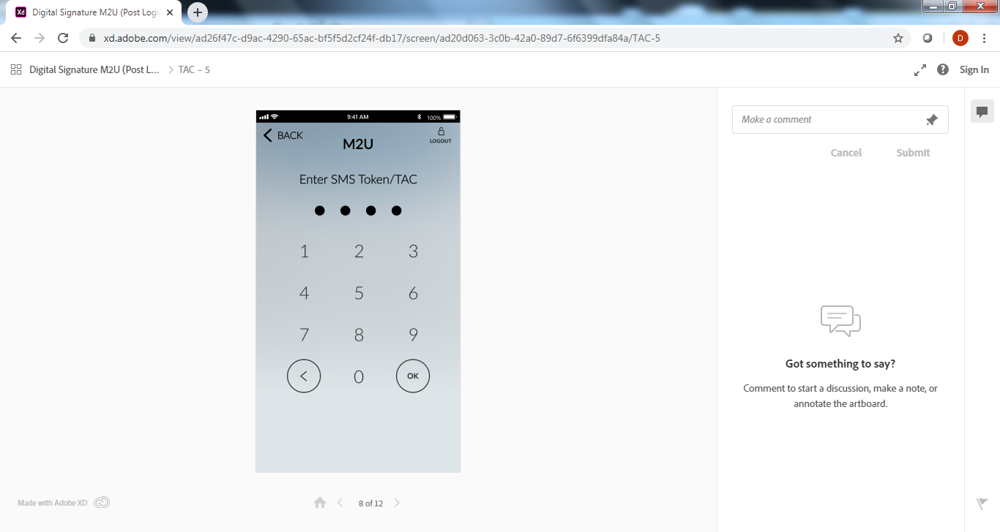 Xd Digital Signature M2U (Post Logi
xd.adobe.com/view/ad26f47c-d9ac-4290-65ac-bf5f5d2cf24f-db17/screen/ad20d063-3c0b-42a0-89d7-6f6399dfa84a/TAC-5
D
Digital Signature M2U (Post L... TAC – 5
Sign In
9:41 AM 100%
BACK
M2U
LOGOUT
Enter SMS Token/TAC
1 2 3
4 5 6
7 8 9
< 0 OK
Make a comment
Cancel Submit
Got something to say?
Comment to start a discussion, make a note, or
annotate the artboard.
Made with Adobe XD
8 of 12